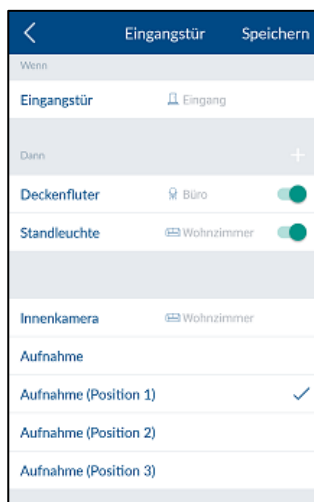 Eingangstür Speichern
Wenn
Eingangstür Eingang
Dann
Deckenfluter Büro
Standleuchte Wohnzimmer
Innenkamera Wohnzimmer
Aufnahme
Aufnahme (Position 1)
Aufnahme (Position 2)
Aufnahme (Position 3)